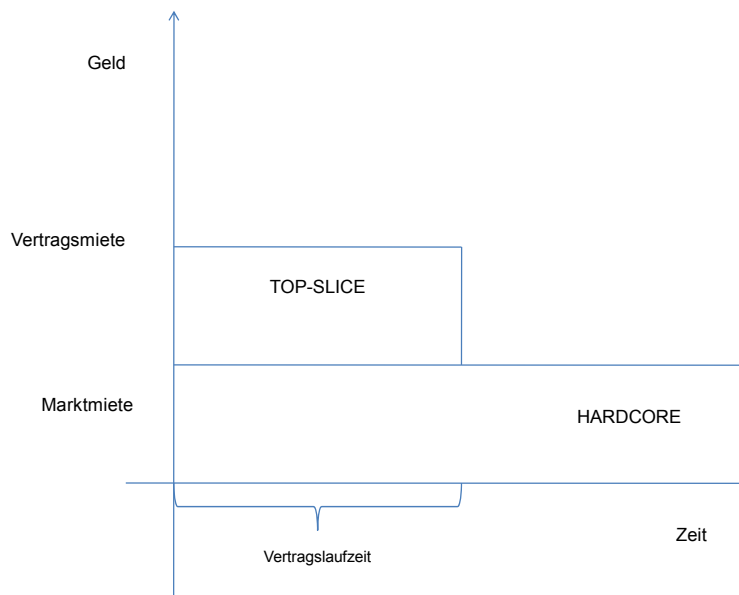 Geld
Vertragsmiete
TOP-SLICE
Marktmiete
HARDCORE
Zeit
Vertragslaufzeit